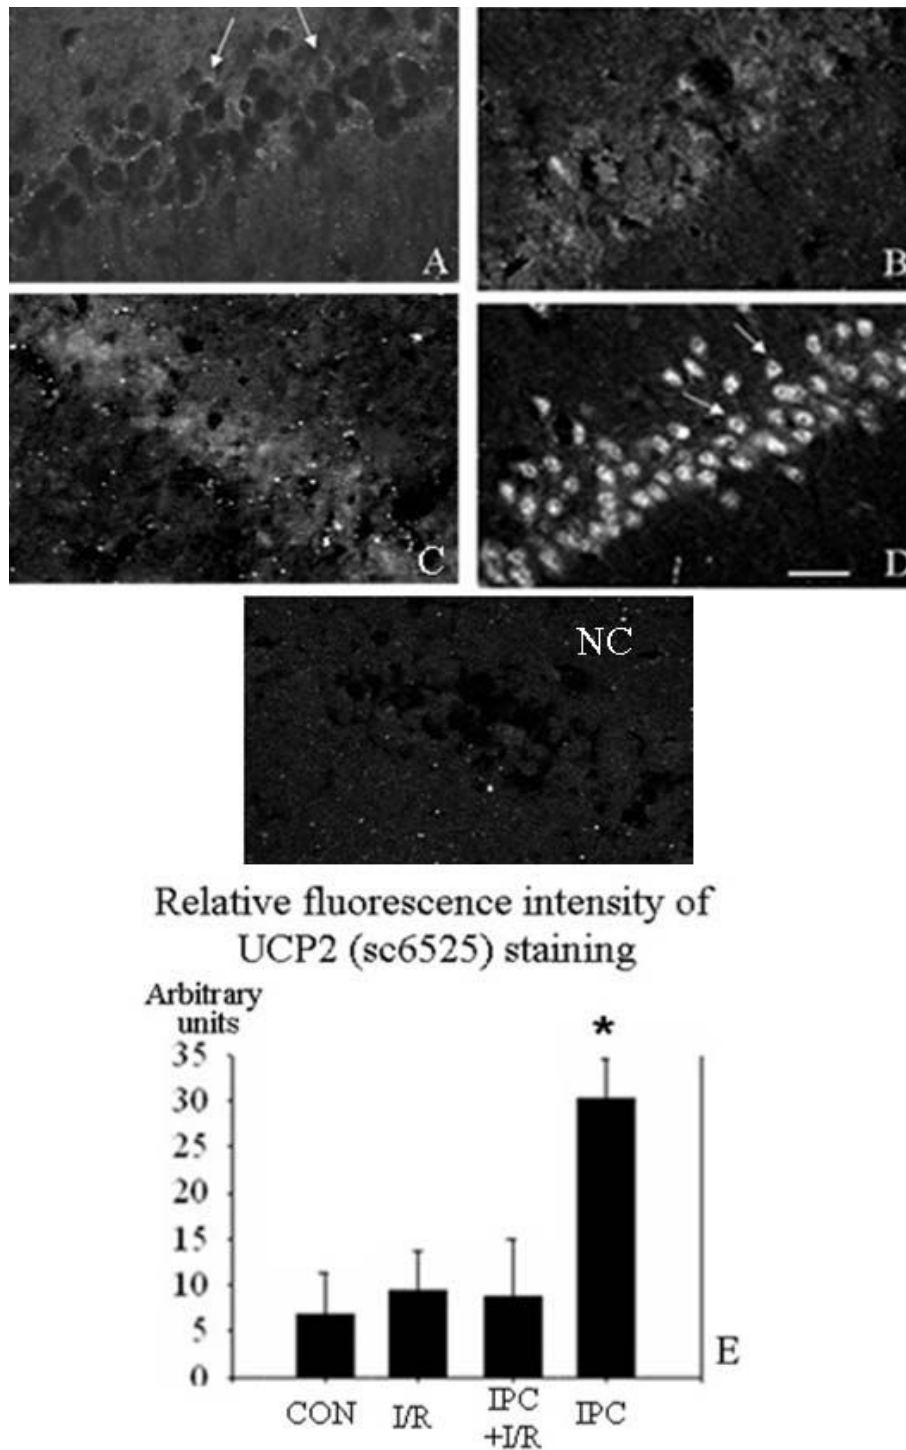 A
B
C
D
NC
Relative fluorescence intensity of
UCP2 (sc6525) staining
Arbitrary
units
*
35
30
25
20
15
10
5
0
CON
I/R
IPC
+I/R
IPC
E